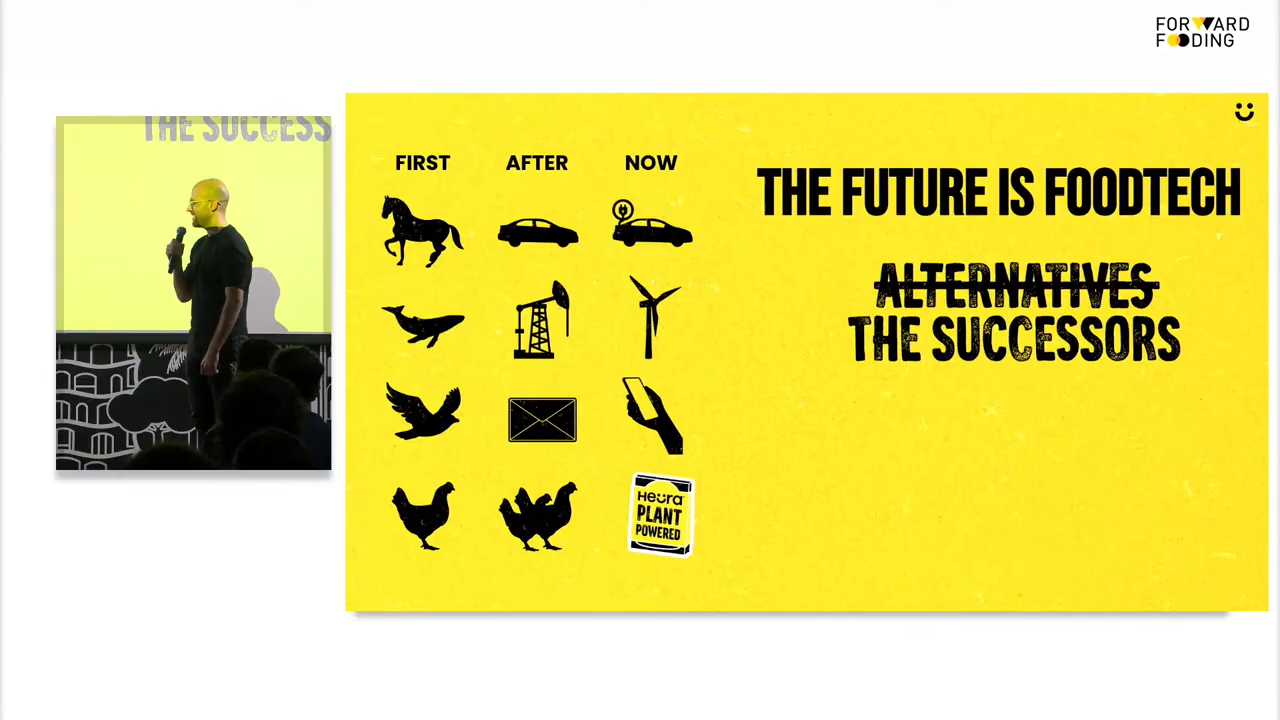 FORWARD
FOODING
THE SUCCESS
FIRST AFTER NOW
THE FUTURE IS FOODTECH
ALTERNATIVES
THE SUCCESSORS
Heura
PLANT
POWERED